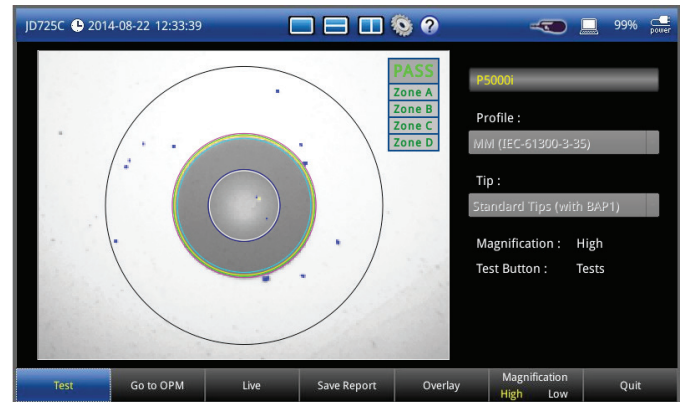 JD725C 2014-08-22 12:33:39 ? 99% power
PASS
Zone A
Zone B
Zone C
Zone D
P5000i
Profile :
MM (IEC-61300-3-35)
Tip :
Standard Tips (with BAP1)
Magnification : High
Test Button : Tests
Test Go to OPM Live Save Report Overlay Magnification High Low Quit